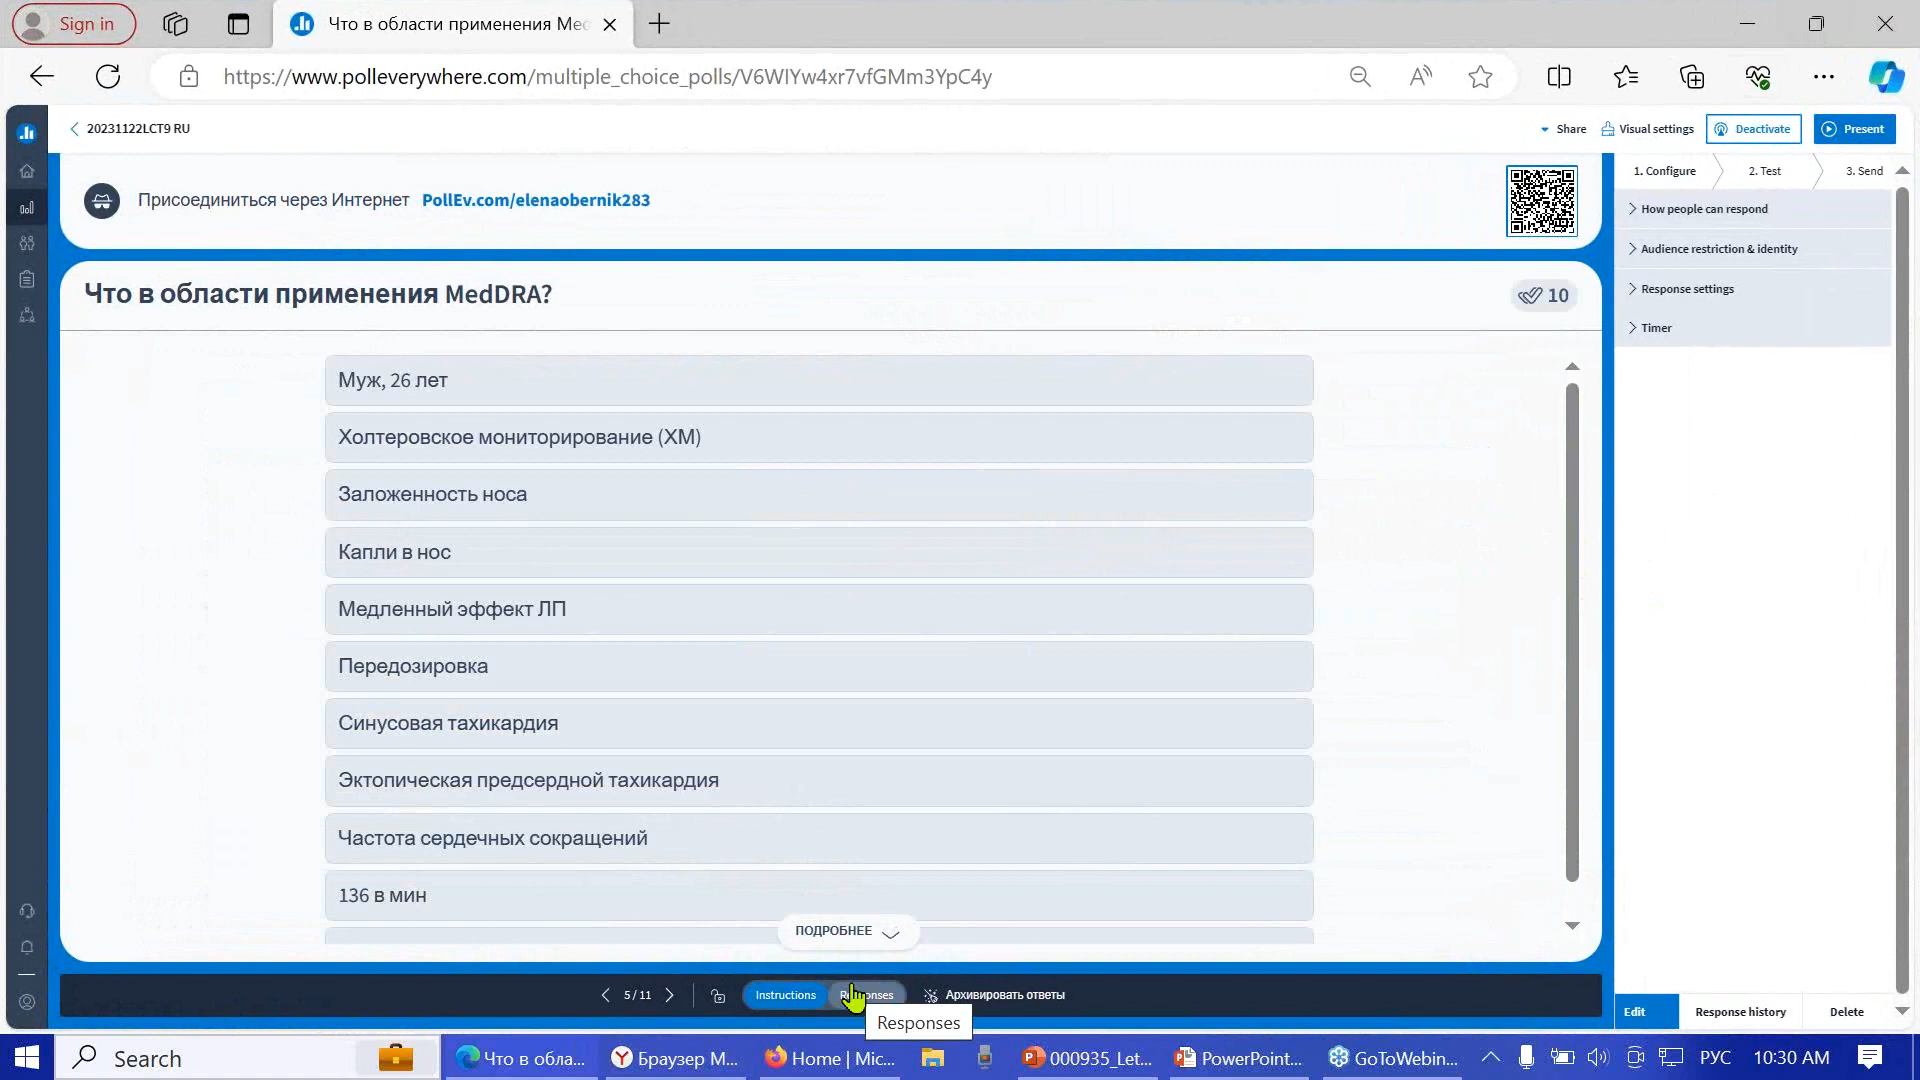 Sign in
Что в области применения Мед
https://www.polleverywhere.com/multiple_choice_polls/V6WIYw4xr7vfGMm3YpC4y
20231122LCT9 RU
Share
Visual settings
Deactivate
Present
Присоединиться через Интернет PollEv.com/elenaobernik283
1. Configure
2. Test
3. Send
How people can respond
Audience restriction & identity
Response settings
Timer
Что в области применения MedDRA?
10
Муж, 26 лет
Холтеровское мониторирование (ХМ)
Заложенность носа
Капли в нос
Медленный эффект ЛП
Передозировка
Синусовая тахикардия
Эктопическая предсердной тахикардия
Частота сердечных сокращений
136 в мин
ПОДРОБНЕЕ
5 / 11
Instructions
Архивировать ответы
Responses
Edit
Response history
Delete
Search
Что в обла...
Браузер М...
Home | Mic...
000935_Let...
PowerPoint...
GoToWebin...
РУС
10:30 AM